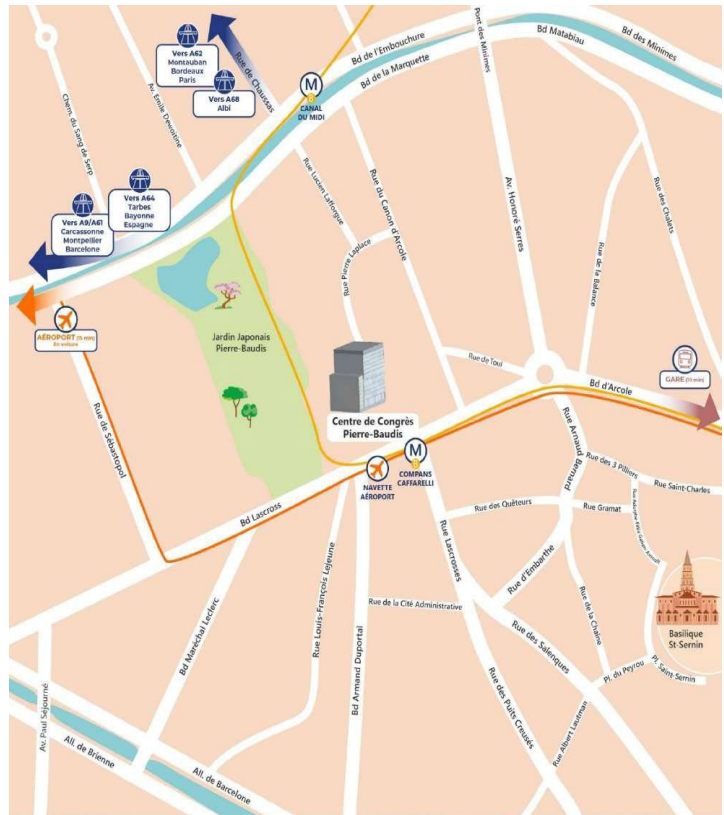 Vers A62
Montauban
Bordeaux
Paris
Vers A68
Albi
Rue de Chaussas
Bd de l'Embouchure
Bd de la Marquette
Pont des Minimes
Bd Matabiau
Bd des Minimes
M
CANAL
DU MIDI
Chem. du Sang de Serp
Av. Emile Dewoitine
Vers A64
Tarbes
Bayonne
Espagne
Vers A9/A61
Carcassonne
Montpellier
Barcelone
Rue Lucien Lafforgue
Rue du Canon d'Arcole
Rue Pierre Laplace
Av. Honoré Serres
Rue des Chalets
Rue de la Balance
AÉROPORT (15 min)
En voiture
Jardin Japonais
Pierre-Baudis
Rue de Sébastopol
Centre de Congrès
Pierre-Baudis
Rue de Toul
Bd d'Arcole
GARE (11 min)
M
COMPANS
CAFFARELLI
NAVETTE
AÉROPORT
Bd Lascross
Rue Arnaud Bernard
Rue des 3 Piliers
Rue Saint-Charles
Rue des Quêteurs
Rue Gramat
Rue Lascrosses
Rue d'Embarthe
Rue de la Chaîne
Bd Maréchal Leclerc
Rue Louis-François Lejeune
Bd Armand Duportal
Rue de la Cité Administrative
Rue des Salenques
Rue des Puits Creusés
Basilique
St-Sernin
Pl. du Peyrou
Pl. Saint-Sernin
Rue Albert Lautman
Av. Paul Séjourné
All. de Brienne
All. de Barcelone